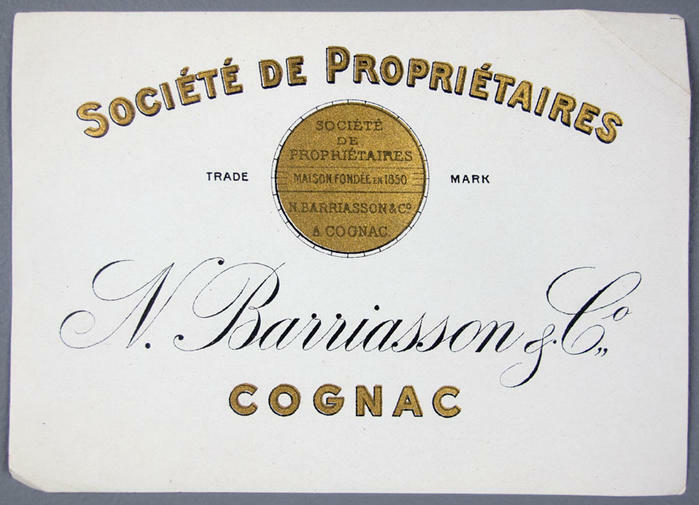 SOCIÉTÉ DE PROPRIÉTAIRES
SOCIÉTÉ
DE
PROPRIÉTAIRES
MAISON FONDÉE EN 1850
N. BARRIASSON & Cº
À COGNAC
TRADE MARK
N. Barriasson & Cº
COGNAC